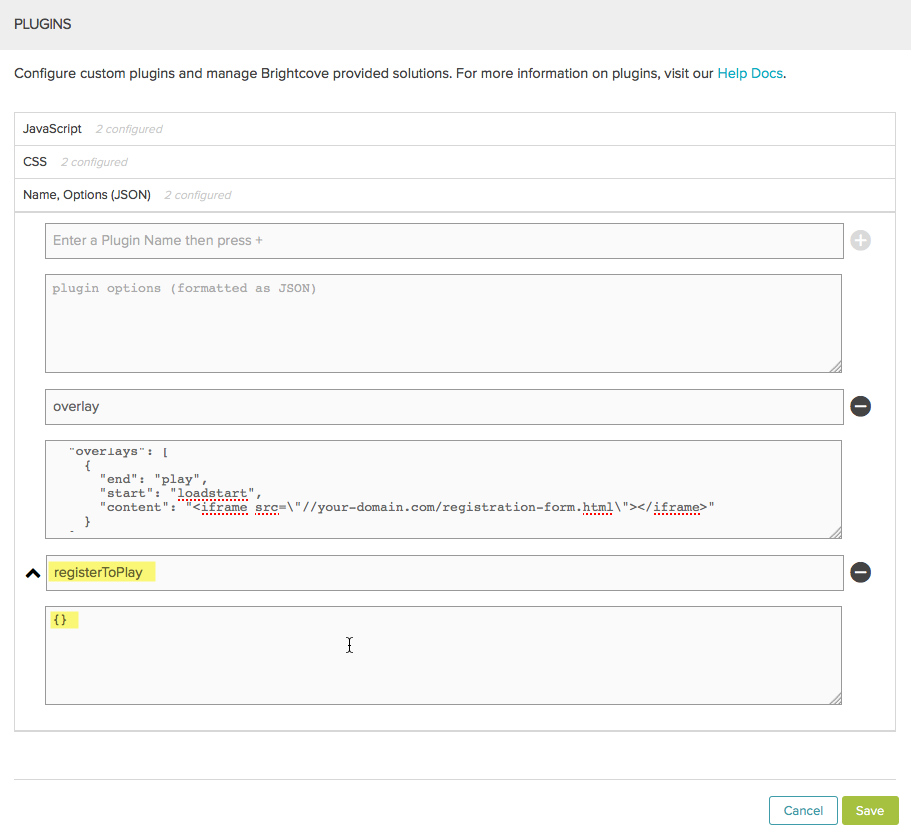 PLUGINS
Configure custom plugins and manage Brightcove provided solutions. For more information on plugins, visit our Help Docs.
JavaScript 2 configured
CSS 2 configured
Name, Options (JSON) 2 configured
Enter a Plugin Name then press +
plugin options (formatted as JSON)
overlay
"overlays": [
{
"end": "play",
"start": "loadstart",
"content": "<iframe src=\"//your-domain.com/registration-form.html\"></iframe>"
}
registerToPlay
{}
Cancel Save